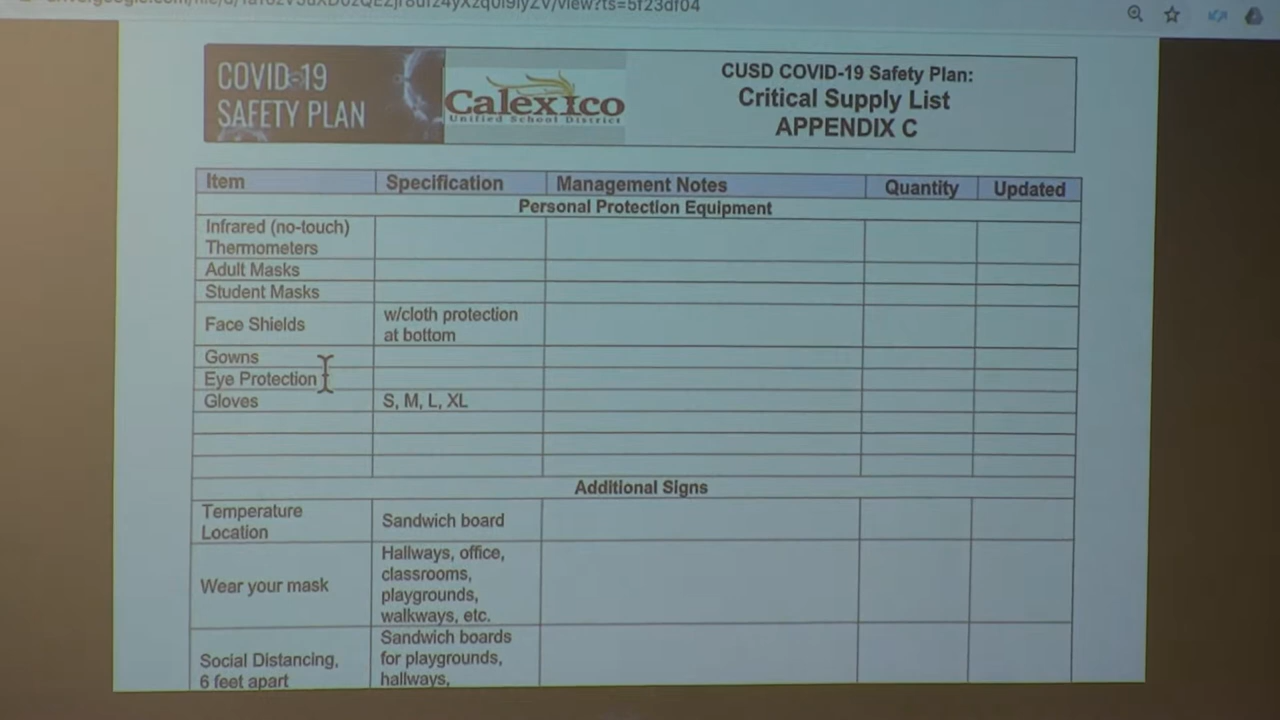 COVID-19
SAFETY PLAN
Calexico
Unified School District
CUSD COVID-19 Safety Plan:
Critical Supply List
APPENDIX C
Item Specification Management Notes Quantity Updated
Personal Protection Equipment
Infrared (no-touch)
Thermometers
Adult Masks
Student Masks
Face Shields
w/cloth protection
at bottom
Gowns
Eye Protection
Gloves
S, M, L, XL
Additional Signs
Temperature
Location
Sandwich board
Wear your mask
Hallways, office,
classrooms,
playgrounds,
walkways, etc.
Social Distancing,
6 feet apart
Sandwich boards
for playgrounds,
hallways,